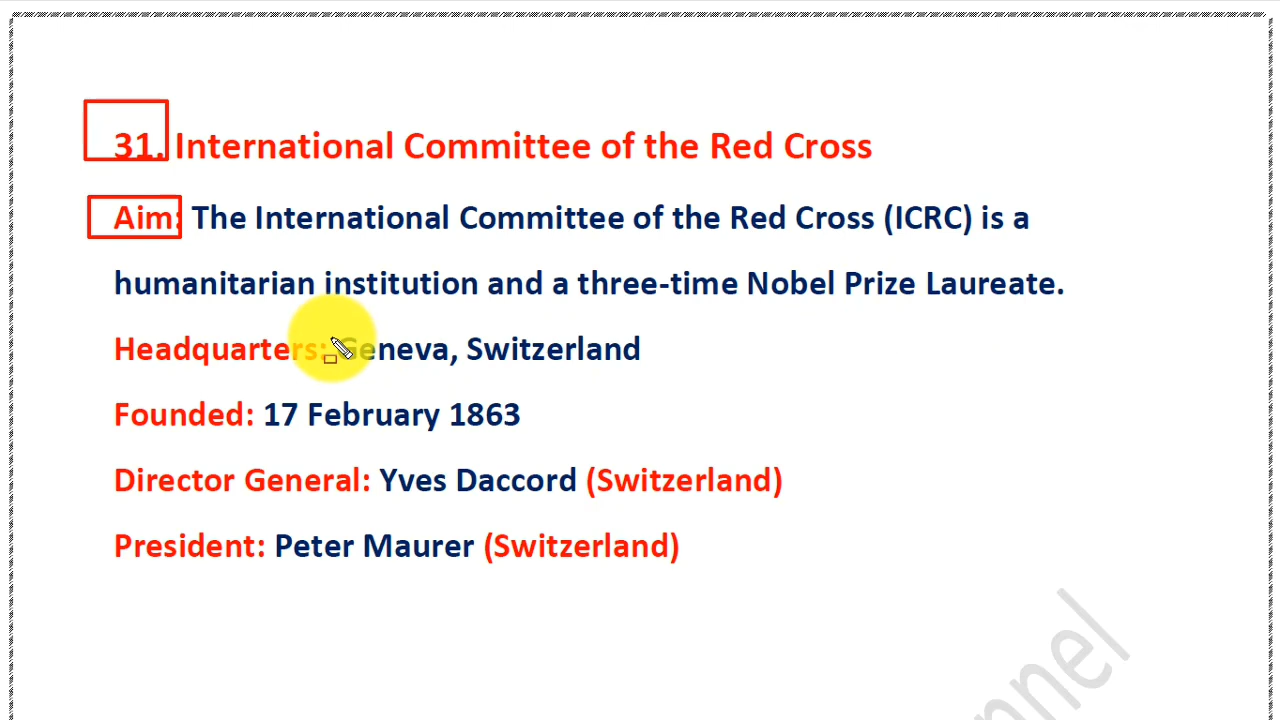 31. International Committee of the Red Cross
Aim: The International Committee of the Red Cross (ICRC) is a
humanitarian institution and a three-time Nobel Prize Laureate.
Headquarters: Geneva, Switzerland
Founded: 17 February 1863
Director General: Yves Daccord (Switzerland)
President: Peter Maurer (Switzerland)